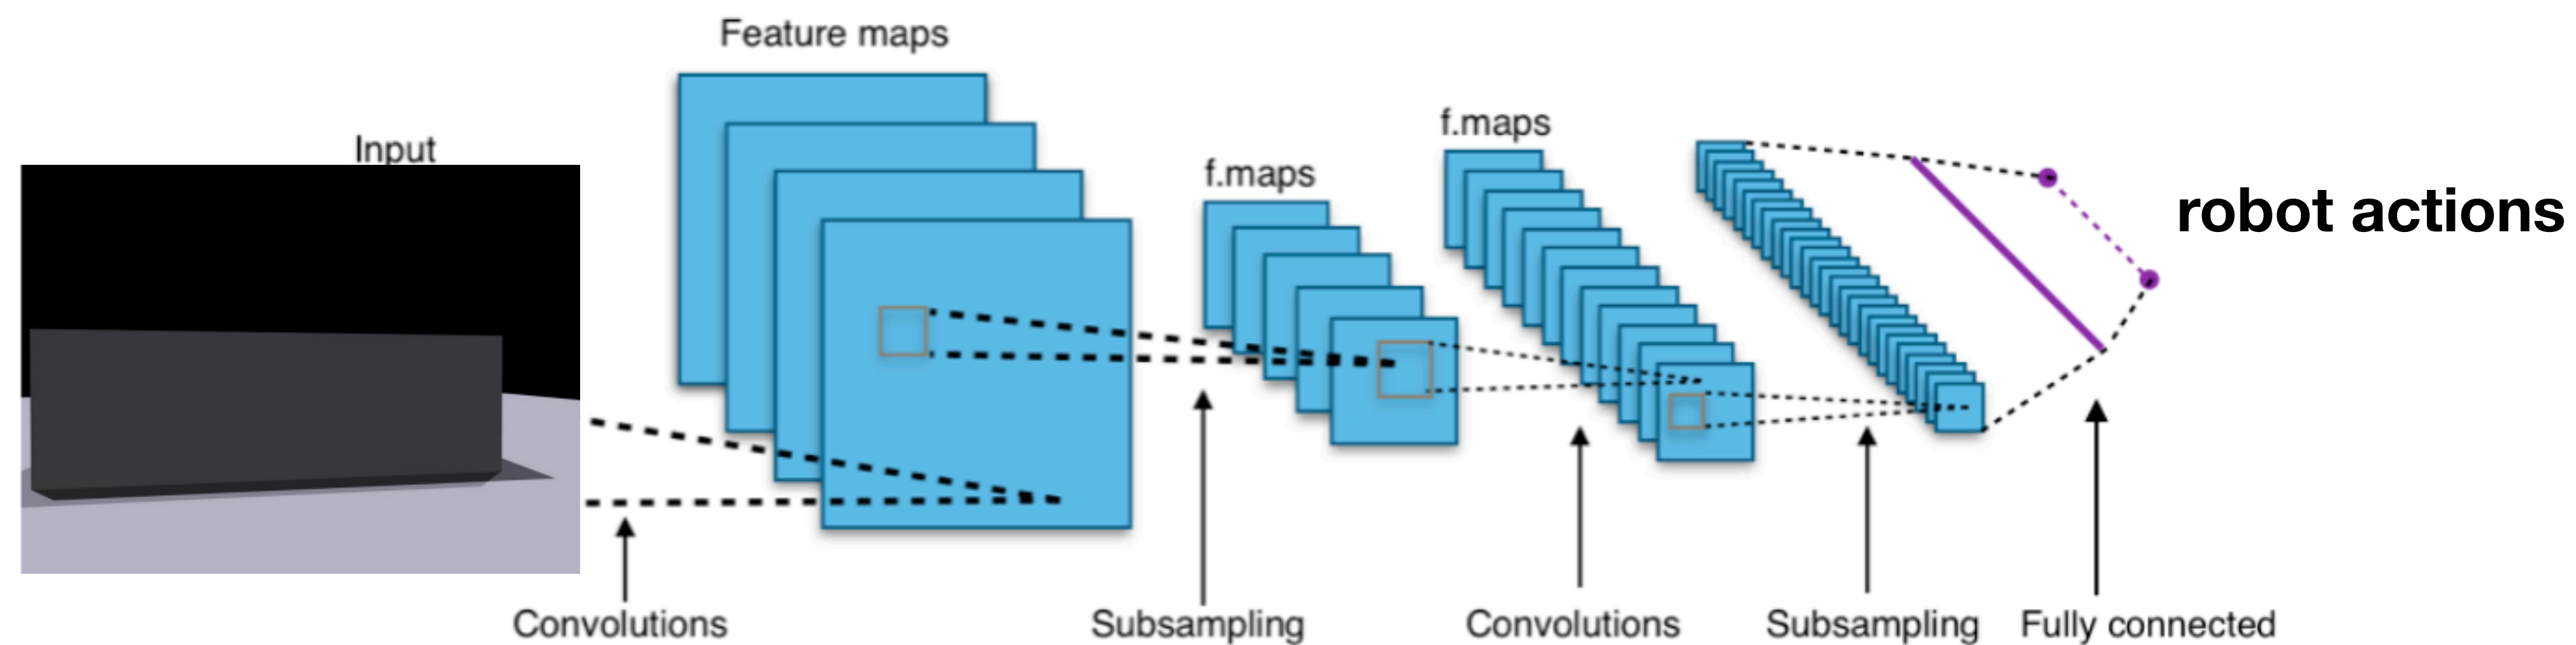 Feature maps
Input
f.maps
f.maps
robot actions
Convolutions
Subsampling
Convolutions
Subsampling
Fully connected